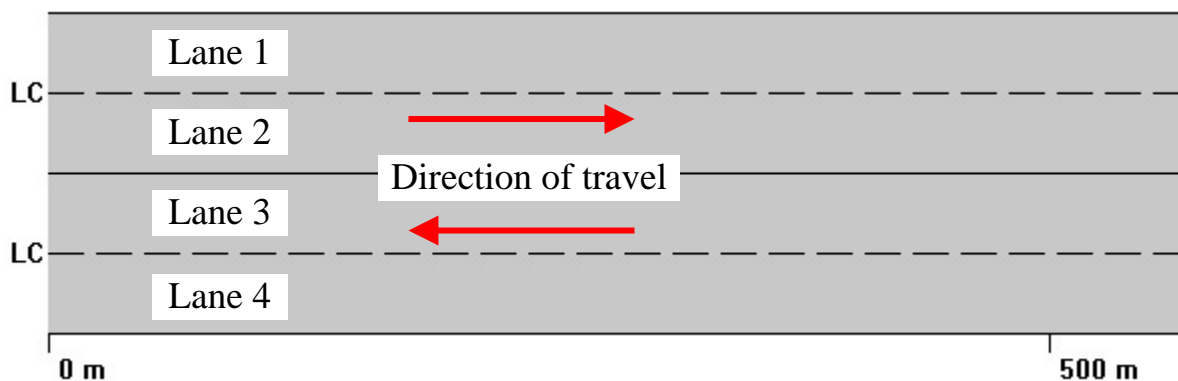 Lane 1
LC
Lane 2
Direction of travel
Lane 3
LC
Lane 4
0 m
500 m